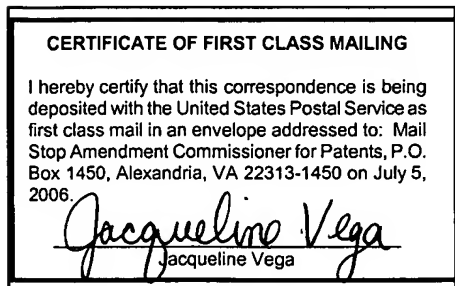 CERTIFICATE OF FIRST CLASS MAILING
I hereby certify that this correspondence is being
deposited with the United States Postal Service as
first class mail in an envelope addressed to: Mail
Stop Amendment Commissioner for Patents, P.O.
Box 1450, Alexandria, VA 22313-1450 on July 5,
2006.
Jacqueline Vega
Jacqueline Vega